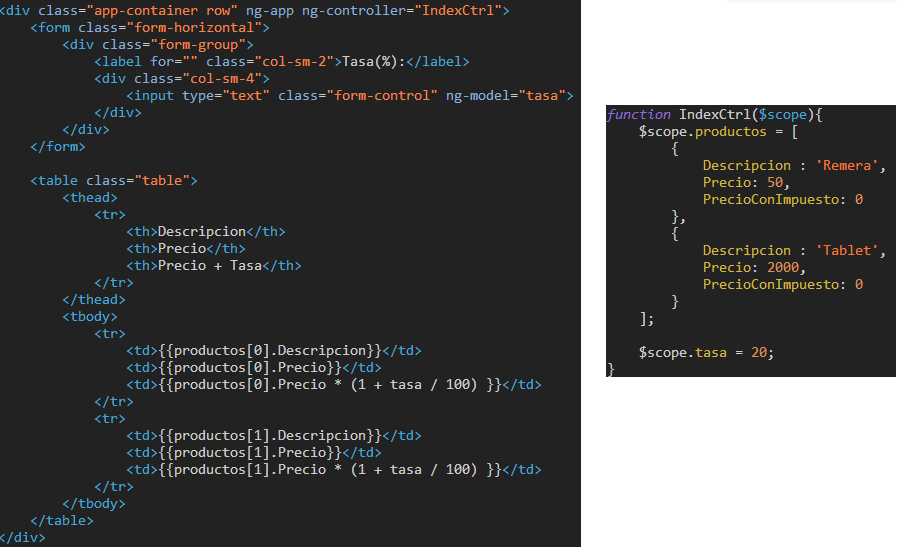 <div class="app-container row" ng-app ng-controller="IndexCtrl">
    <form class="form-horizontal">
        <div class="form-group">
            <label for="" class="col-sm-2">Tasa(%):</label>
            <div class="col-sm-4">
                <input type="text" class="form-control" ng-model="tasa">
            </div>
        </div>
    </form>

    <table class="table">
        <thead>
            <tr>
                <th>Descripcion</th>
                <th>Precio</th>
                <th>Precio + Tasa</th>
            </tr>
        </thead>
        <tbody>
            <tr>
                <td>{{productos[0].Descripcion}}</td>
                <td>{{productos[0].Precio}}</td>
                <td>{{productos[0].Precio * (1 + tasa / 100) }}</td>
            </tr>
            <tr>
                <td>{{productos[1].Descripcion}}</td>
                <td>{{productos[1].Precio}}</td>
                <td>{{productos[1].Precio * (1 + tasa / 100) }}</td>
            </tr>
        </tbody>
    </table>
</div>
function IndexCtrl($scope){
    $scope.productos = [
        {
            Descripcion : 'Remera',
            Precio: 50,
            PrecioConImpuesto: 0
        },
        {
            Descripcion : 'Tablet',
            Precio: 2000,
            PrecioConImpuesto: 0
        }
    ];

    $scope.tasa = 20;
}